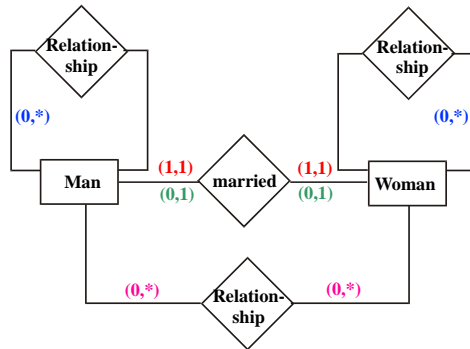 Relation-
ship
Relation-
ship
(0,*)
(0,*)
Man
(1,1)
(0,1)
married
(1,1)
(0,1)
Woman
(0,*)
Relation-
ship
(0,*)